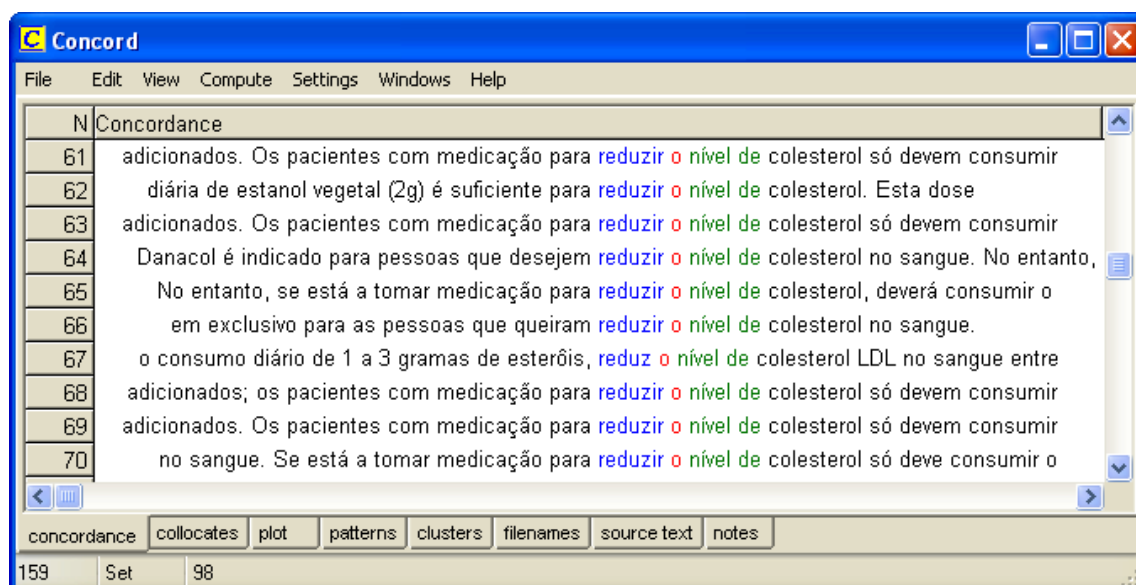 C Concord
File Edit View Compute Settings Windows Help
N Concordance
61 adicionados. Os pacientes com medicação para reduzir o nível de colesterol só devem consumir
62 diária de estanol vegetal (2g) é suficiente para reduzir o nível de colesterol. Esta dose
63 adicionados. Os pacientes com medicação para reduzir o nível de colesterol só devem consumir
64 Danacol é indicado para pessoas que desejem reduzir o nível de colesterol no sangue. No entanto,
65 No entanto, se está a tomar medicação para reduzir o nível de colesterol, deverá consumir o
66 em exclusivo para as pessoas que queiram reduzir o nível de colesterol no sangue.
67 o consumo diário de 1 a 3 gramas de esterôis, reduz o nível de colesterol LDL no sangue entre
68 adicionados; os pacientes com medicação para reduzir o nível de colesterol só devem consumir
69 adicionados. Os pacientes com medicação para reduzir o nível de colesterol só devem consumir
70 no sangue. Se está a tomar medicação para reduzir o nível de colesterol só deve consumir o
concordance collocates plot patterns clusters filenames source text notes
159 Set 98